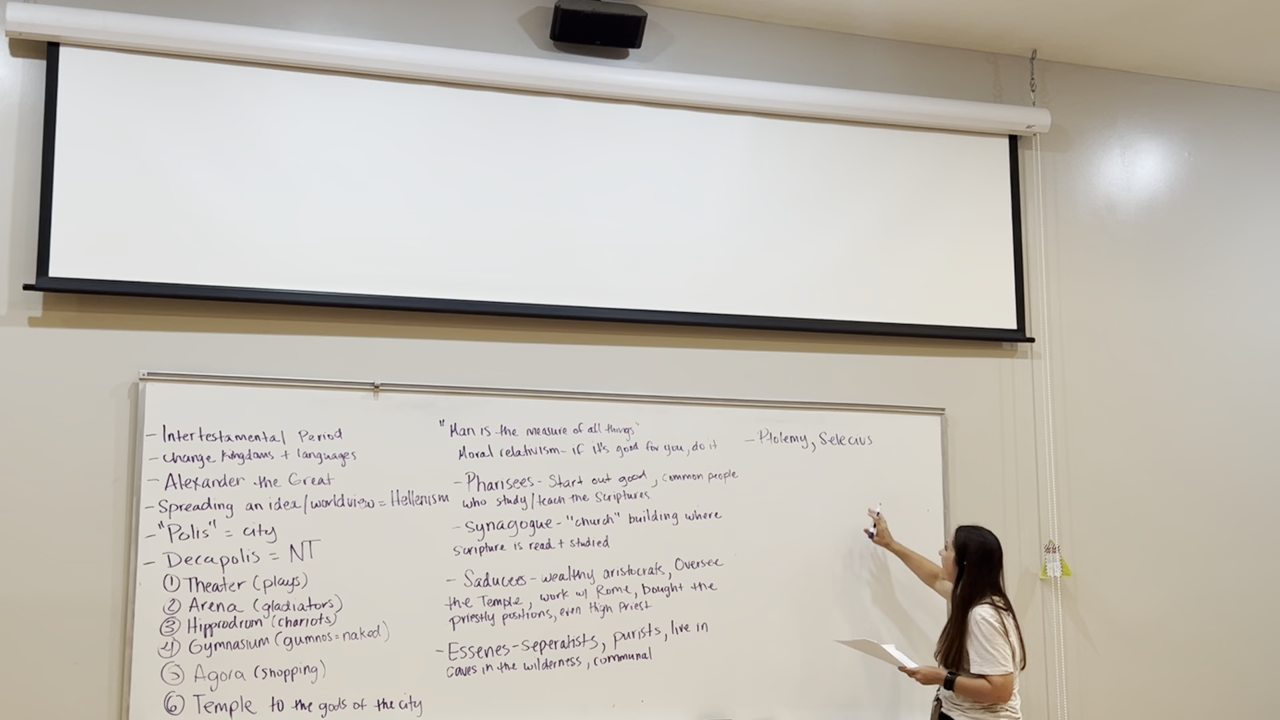 - Intertestamental Period
- Change kingdoms + languages
- Alexander the Great
- Spreading an idea/worldview = Hellenism
- "Polis" = city
- Decapolis = NT
① Theater (plays)
② Arena (gladiators)
③ Hipprodrom (chariots)
④ Gymnasium (gumnos=naked)
⑤ Agora (shopping)
⑥ Temple to the gods of the city
"Man is the measure of all things"
Moral relativism- if it's good for you, do it
- Pharisees - Start out good, common people
who study/teach the Scriptures
- Synagogue - "church" building where
scripture is read + studied
- Saducees - wealthy aristocrats, Oversee
the Temple, work w/ Rome, bought the
priestly positions, even High Priest
- Essenes - seperatists, purists, live in
caves in the wilderness, communal
- Ptolemy, Selecius